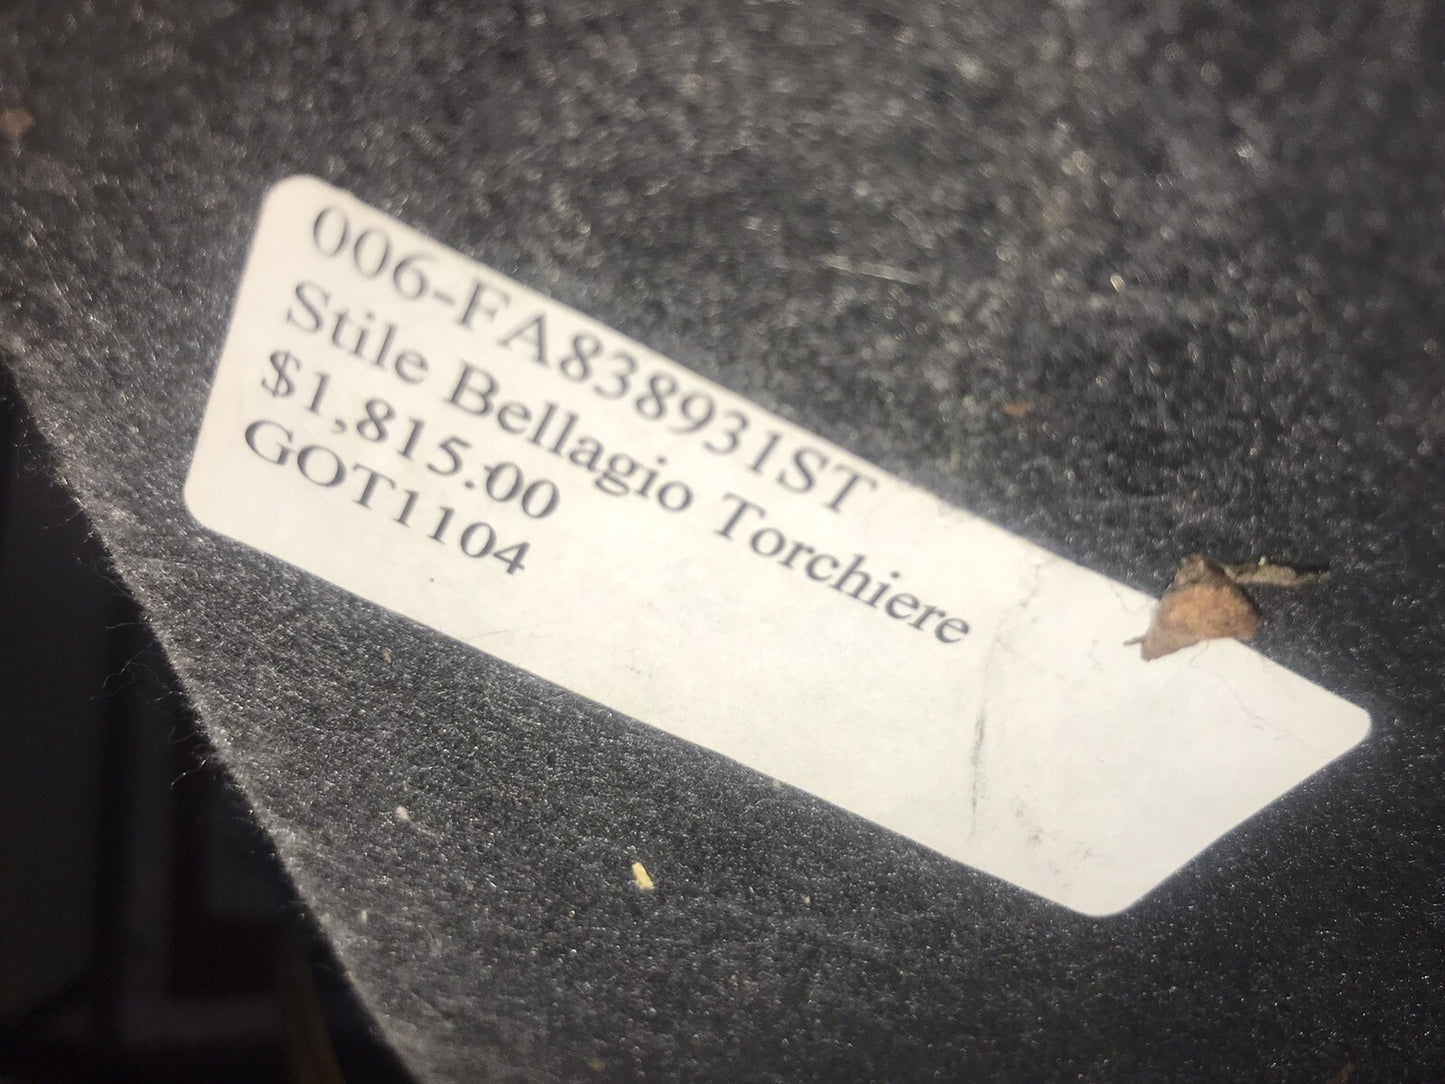 006-FA838931ST
Stile Bellagio Torchiere
$1,815.00
GOT1104